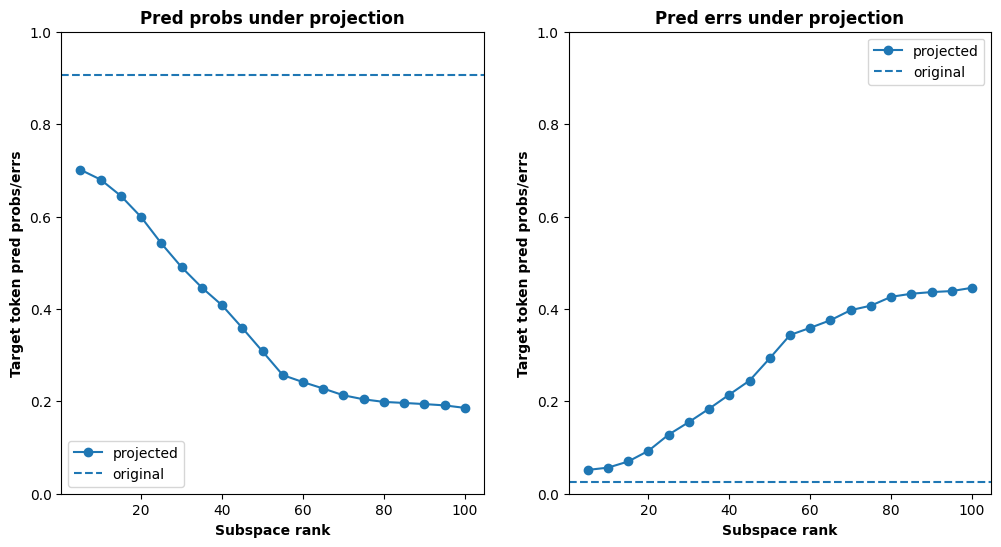 Pred probs under projection
Target token pred probs/errs
1.0
0.8
0.6
0.4
0.2
0.0
projected
original
20
40
60
80
100
Subspace rank
Pred errs under projection
Target token pred probs/errs
1.0
0.8
0.6
0.4
0.2
0.0
projected
original
20
40
60
80
100
Subspace rank